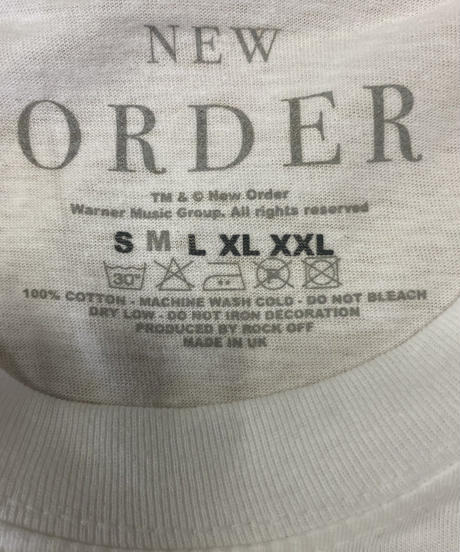 NEW
ORDER
TM & © New Order
Warner Music Group. All rights reserved
S M L XL XXL
30° P
100% COTTON - MACHINE WASH COLD - DO NOT BLEACH
DRY LOW - DO NOT IRON DECORATION
PRODUCED BY ROCK OFF
MADE IN UK